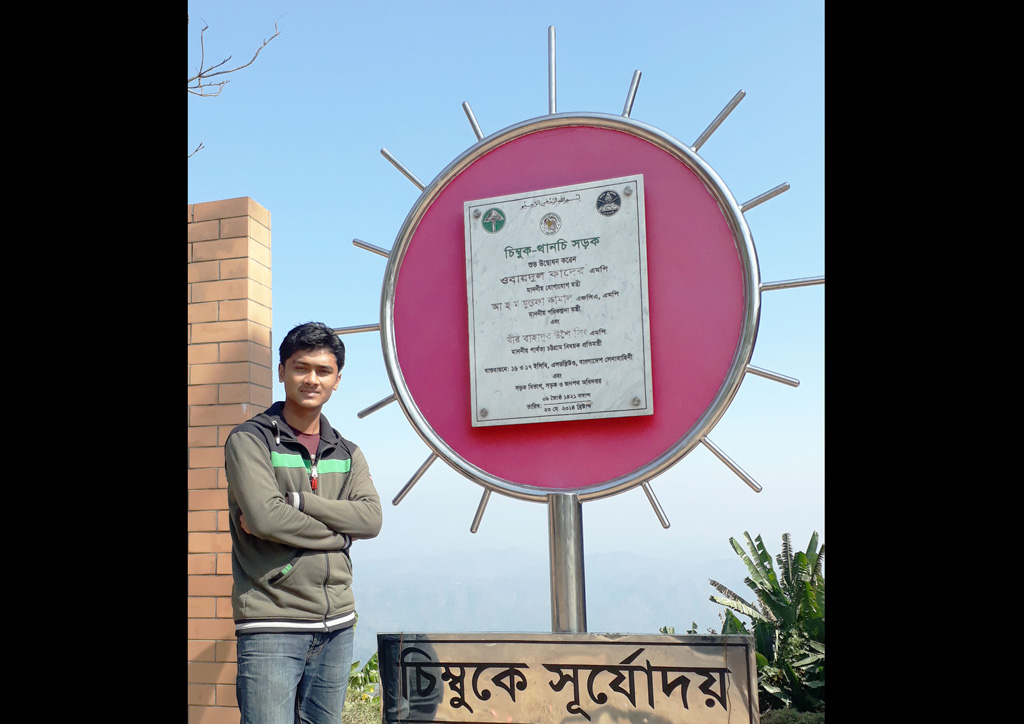 بسم الله الرحمن الرحيم
চিম্বুক-থানচি সড়ক
শুভ উদ্বোধন করেন
ওবায়দুল কাদের এমপি
মাননীয় যোগাযোগ মন্ত্রী
আ হ ম মুস্তফা কামাল এফসিএ, এমপি
মাননীয় পরিকল্পনা মন্ত্রী
এবং
বীর বাহাদুর উশৈ সিং এমপি
মাননীয় পার্বত্য চট্টগ্রাম বিষয়ক প্রতিমন্ত্রী
বাস্তবায়নে: ১৬ ও ১৭ ইসিবি, এসডব্লিউও, বাংলাদেশ সেনাবাহিনী
এবং
সড়ক বিভাগ, সড়ক ও জনপথ অধিদপ্তর
০৯ জ্যৈষ্ঠ ১৪২১ বঙ্গাব্দ
তারিখ:
২৩ মে ২০১৪ খ্রিষ্টাব্দ
চিম্বুকে সূর্যোদয়